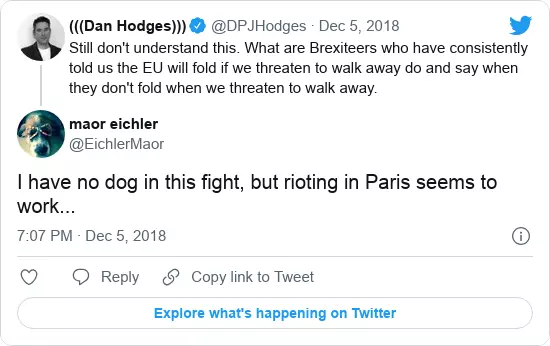 (((Dan Hodges))) @DPJHodges · Dec 5, 2018
Still don't understand this. What are Brexiteers who have consistently
told us the EU will fold if we threaten to walk away do and say when
they don't fold when we threaten to walk away.
maor eichler
@EichlerMaor
I have no dog in this fight, but rioting in Paris seems to
work...
7:07 PM · Dec 5, 2018
Reply Copy link to Tweet
Explore what's happening on Twitter